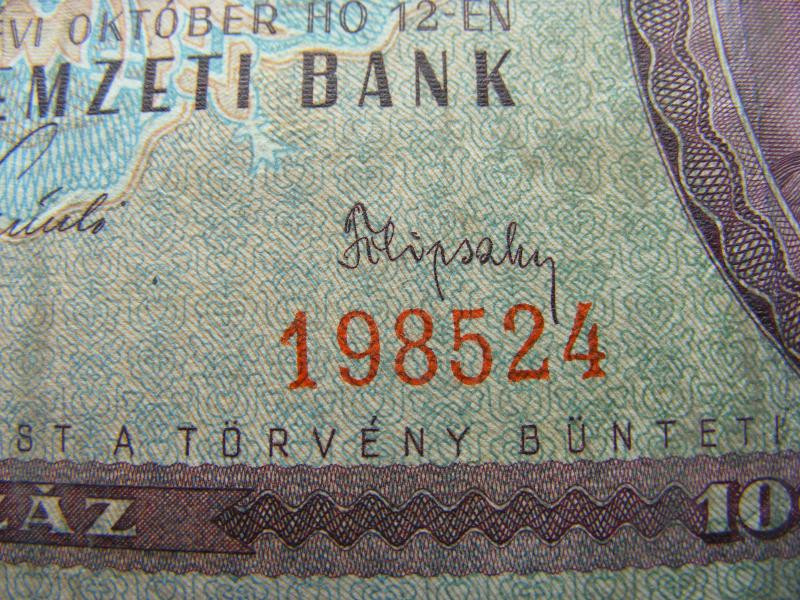 ÉVI OKTÓBER HÓ 12-ÉN
EMZETI BANK
198524
ST A TÖRVÉNY BÜNTETI
ZÁZ 10